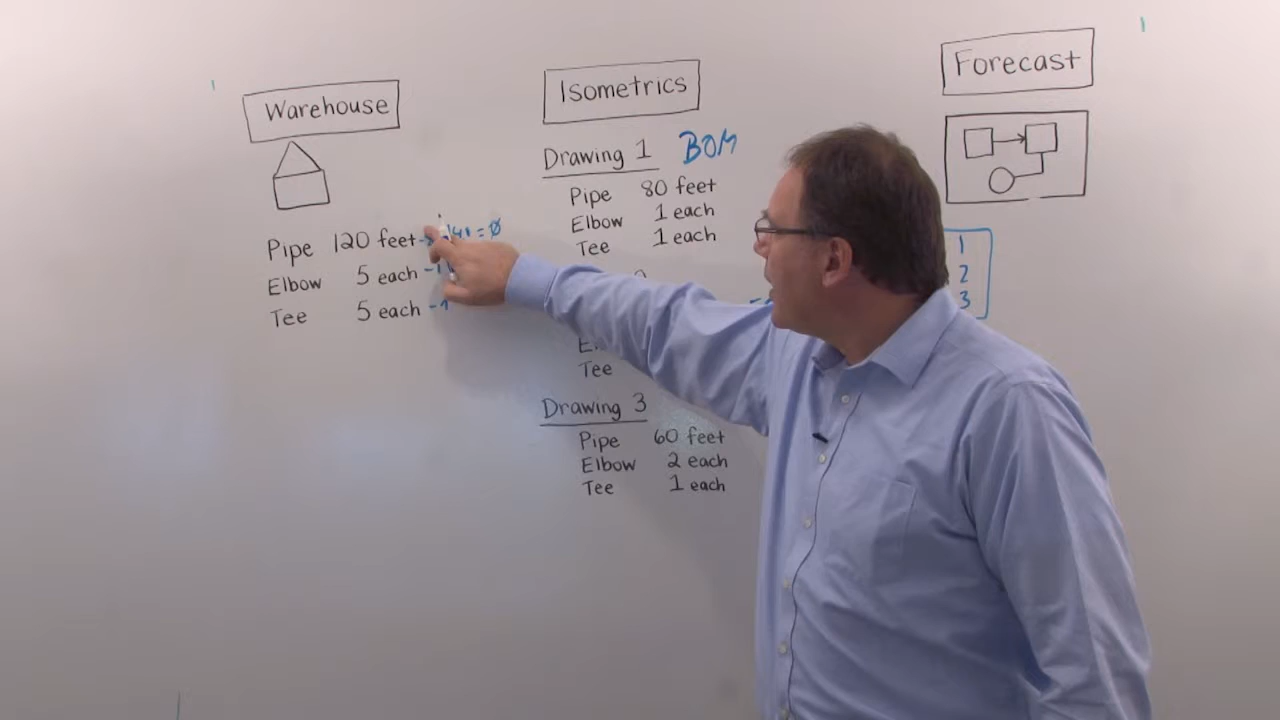 Warehouse
Pipe 120 feet = Ø
Elbow 5 each -1
Tee 5 each -1
Isometrics
Drawing 1 BOM
Pipe 80 feet
Elbow 1 each
Tee 1 each
Tee
Drawing 3
Pipe 60 feet
Elbow 2 each
Tee 1 each
Forecast
1
2
3